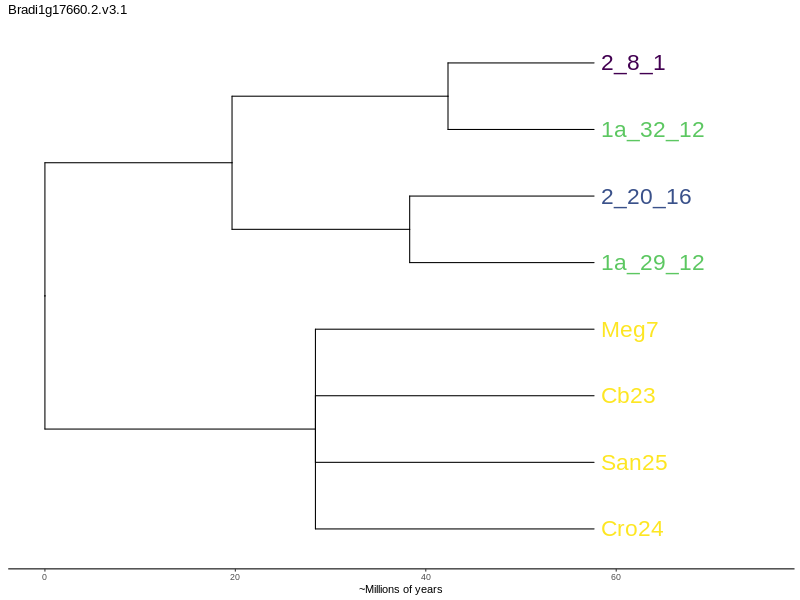 Bradi1g17660.2.v3.1
2_8_1
1a_32_12
2_20_16
1a_29_12
Meg7
Cb23
San25
Cro24
0 20 40 60
~Millions of years